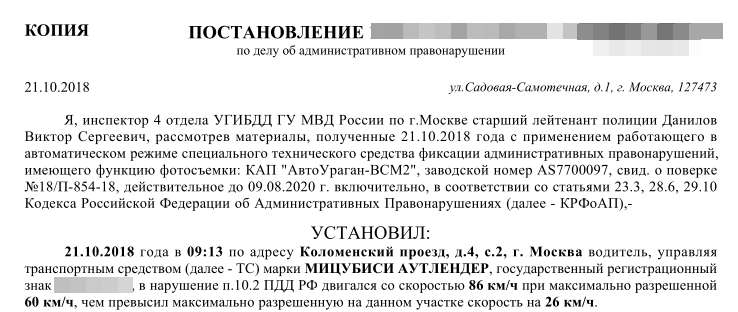 КОПИЯ ПОСТАНОВЛЕНИЕ
по делу об административном правонарушении
21.10.2018 ул.Садовая-Самотечная, д.1, г. Москва, 127473
Я, инспектор 4 отдела УГИБДД ГУ МВД России по г.Москве старший лейтенант полиции Данилов
Виктор Сергеевич, рассмотрев материалы, полученные 21.10.2018 года с применением работающего в
автоматическом режиме специального технического средства фиксации административных правонарушений,
имеющего функцию фотосъемки: КАП "АвтоУраган-ВСМ2", заводской номер AS7700097, свид. о поверке
№18/П-854-18, действительное до 09.08.2020 г. включительно, в соответствии со статьями 23.3, 28.6, 29.10
Кодекса Российской Федерации об Административных Правонарушениях (далее - КРФоАП),-
УСТАНОВИЛ:
21.10.2018 года в 09:13 по адресу Коломенский проезд, д.4, с.2, г. Москва водитель, управляя
транспортным средством (далее - ТС) марки МИЦУБИСИ АУТЛЕНДЕР, государственный регистрационный
знак , в нарушение п.10.2 ПДД РФ двигался со скоростью 86 км/ч при максимально разрешенной
60 км/ч, чем превысил максимально разрешенную на данном участке скорость на 26 км/ч.